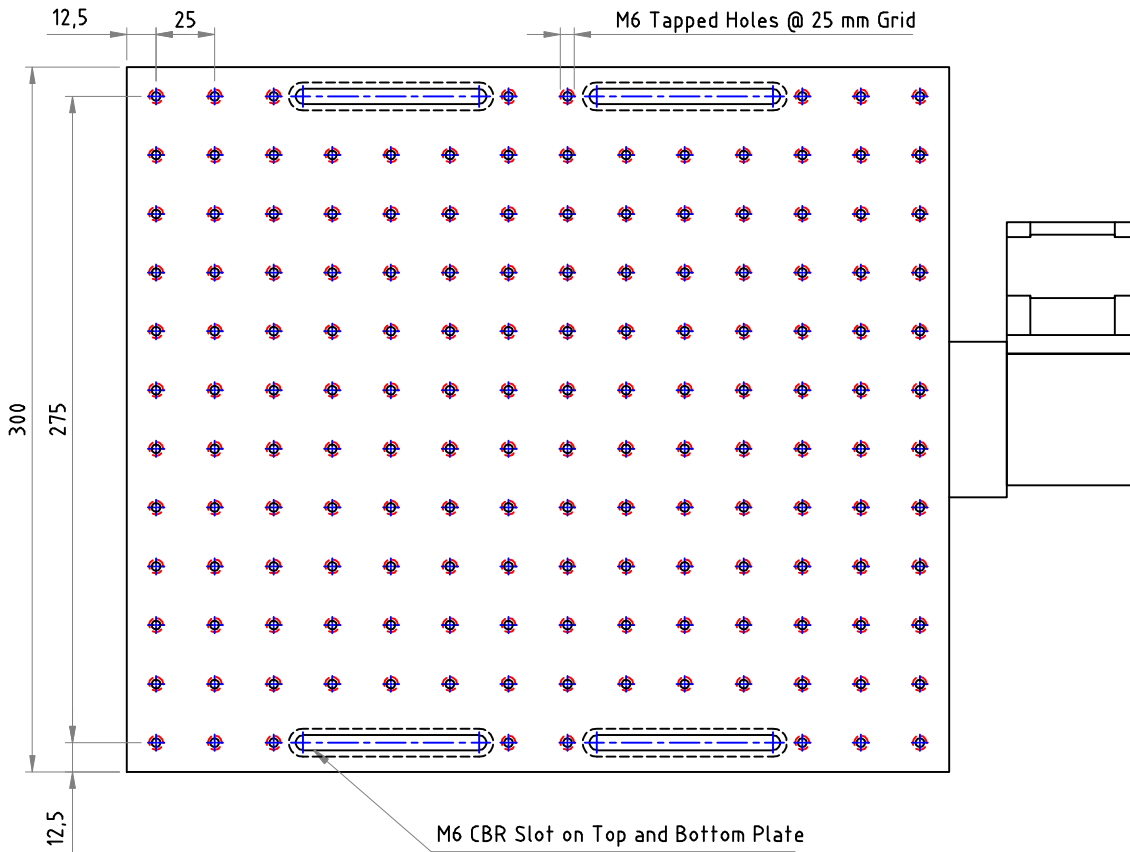 12,5
25
M6 Tapped Holes @ 25 mm Grid
300
275
12,5
M6 CBR Slot on Top and Bottom Plate